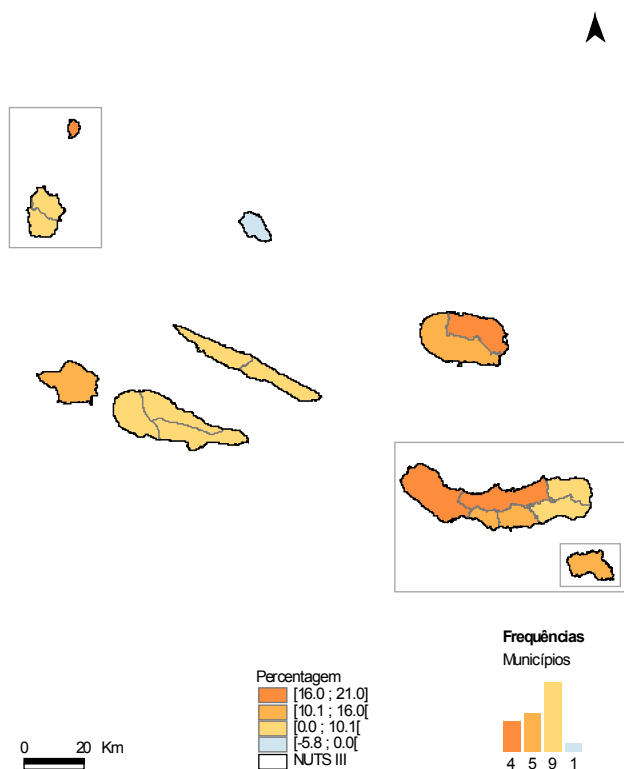 Frequências
Municípios
Percentagem
[16.0 ; 21.0]
[10.1 ; 16.0[
[0.0 ; 10.1[
[-5.8 ; 0.0[
NUTS III
0 20 Km
4 5 9 1